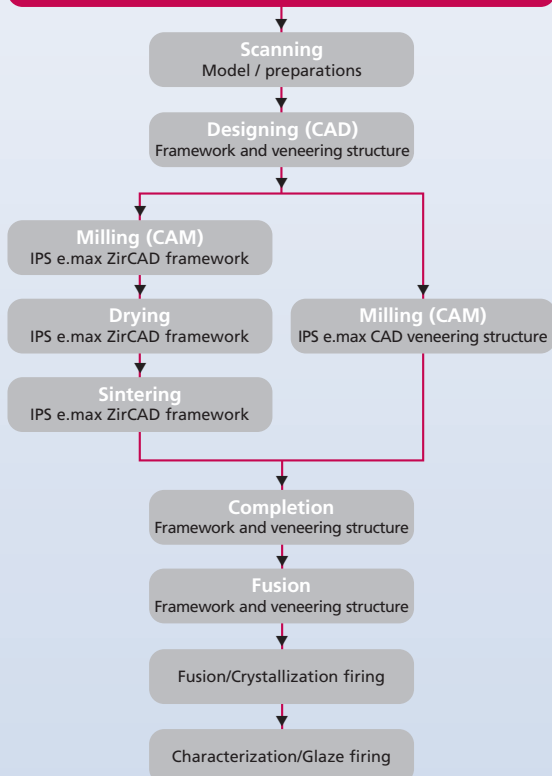 Scanning
Model / preparations
Designing (CAD)
Framework and veneering structure
Milling (CAM)
IPS e.max ZirCAD framework
Drying
IPS e.max ZirCAD framework
Sintering
IPS e.max ZirCAD framework
Milling (CAM)
IPS e.max CAD veneering structure
Completion
Framework and veneering structure
Fusion
Framework and veneering structure
Fusion/Crystallization firing
Characterization/Glaze firing